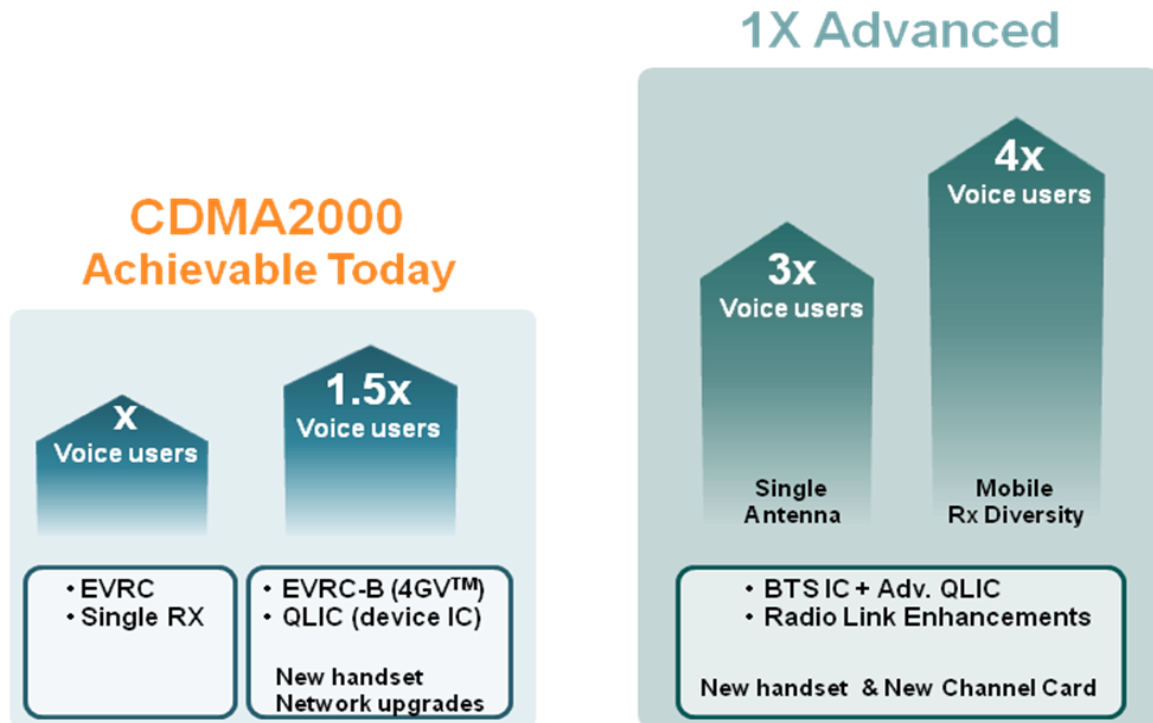 1X Advanced
CDMA2000
Achievable Today
x
Voice users
1.5x
Voice users
3x
Voice users
4x
Voice users
Single
Antenna
Mobile
Rx Diversity
• EVRC
• Single RX
• EVRC-B (4GV™)
• QLIC (device IC)
New handset
Network upgrades
• BTS IC + Adv. QLIC
• Radio Link Enhancements
New handset & New Channel Card